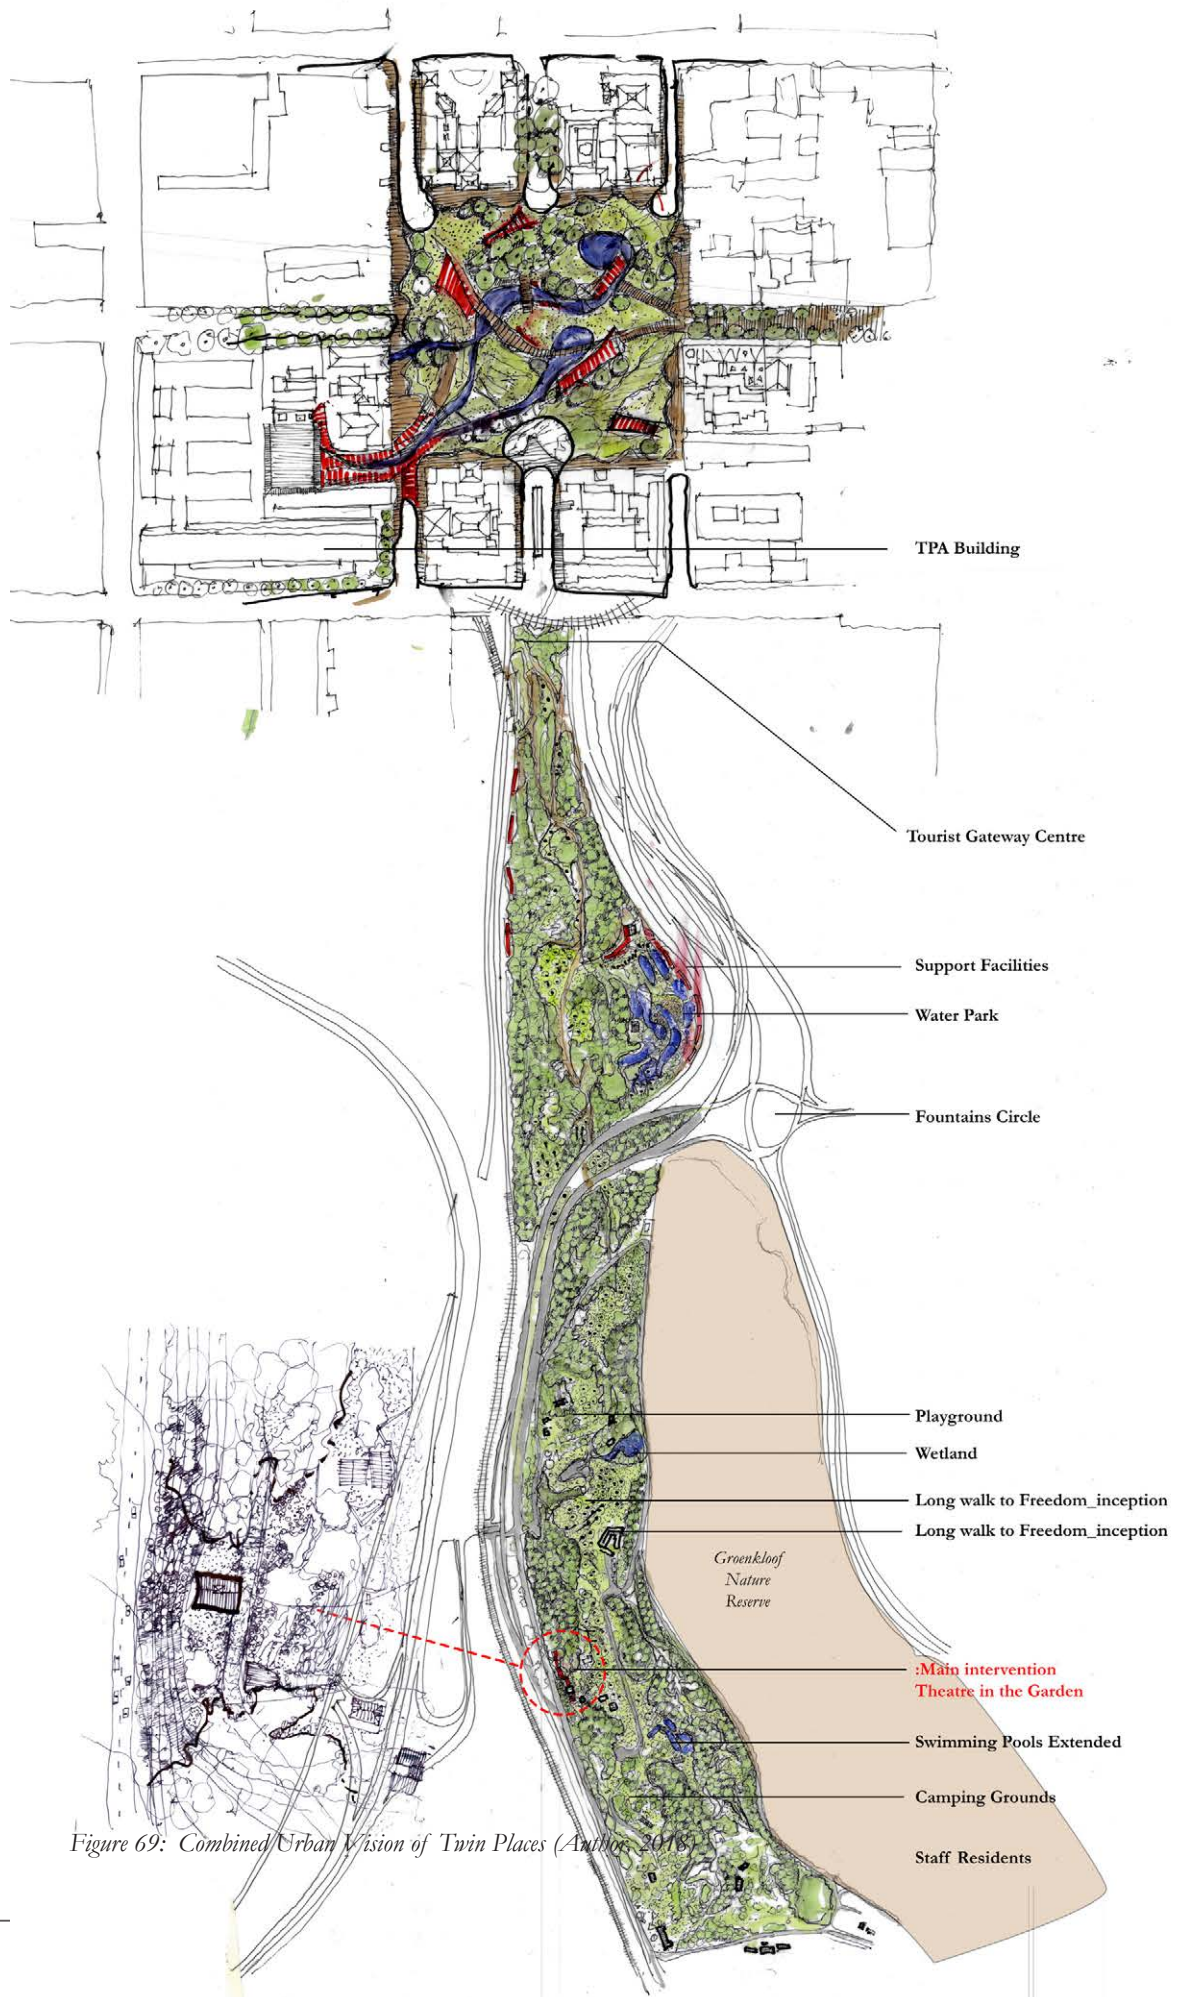 TPA Building
Tourist Gateway Centre
Support Facilities
Water Park
Fountains Circle
Playground
Wetland
Long walk to Freedom_inception
Long walk to Freedom_inception
Groenkloof
Nature
Reserve
:Main intervention
Theatre in the Garden
Swimming Pools Extended
Camping Grounds
Figure 69: Combined Urban Vision of Twin Places (Author, 2018)
Staff Residents